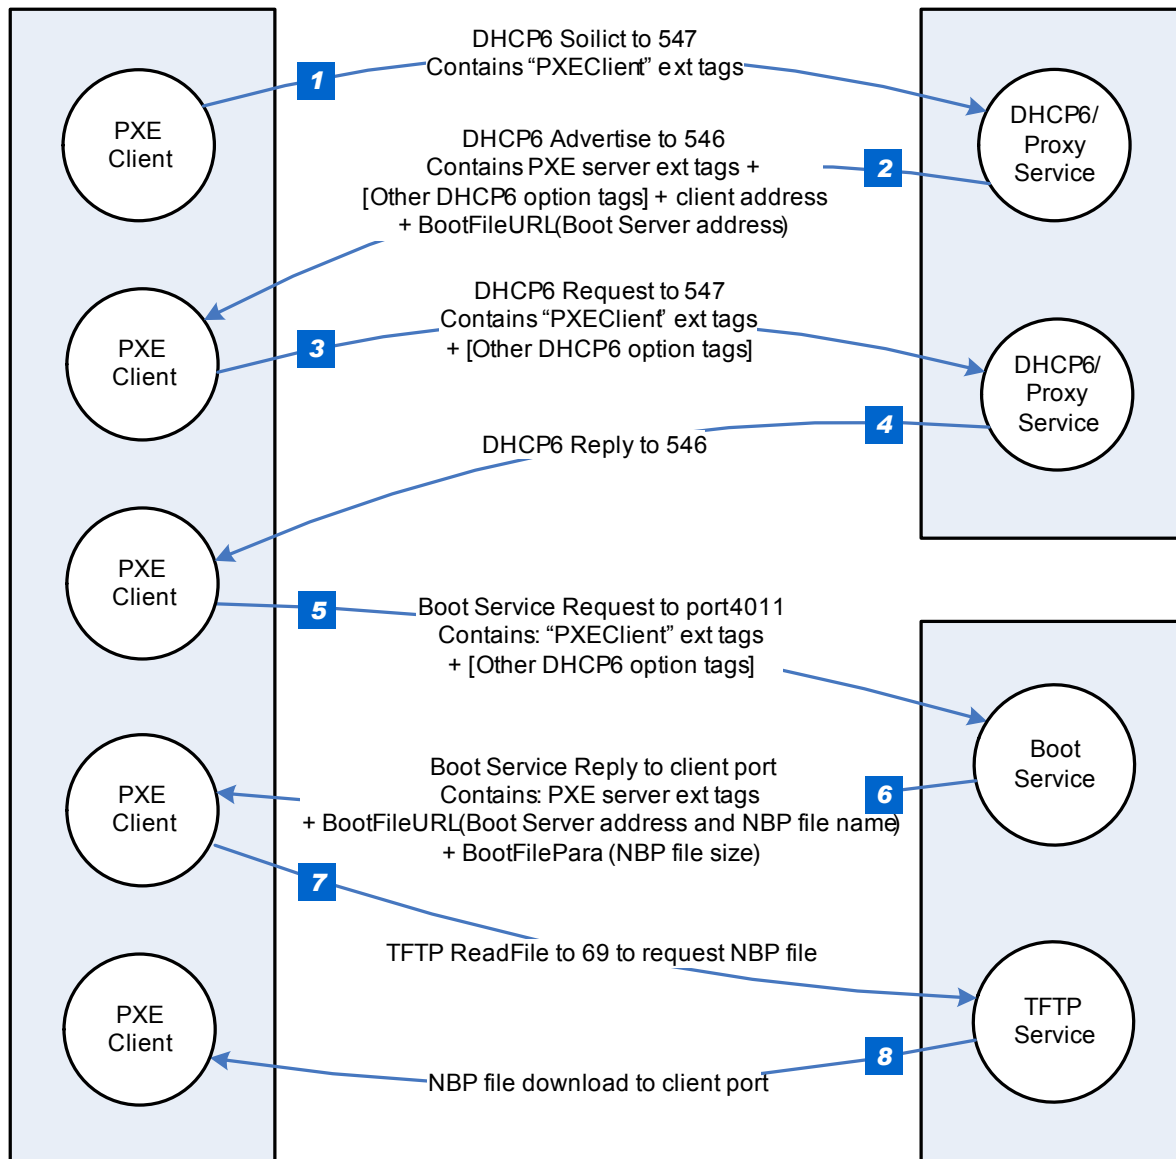 DHCP6 Soilict to 547
Contains “PXEClient” ext tags
1
PXE
Client
DHCP6/
Proxy
Service
DHCP6 Advertise to 546
Contains PXE server ext tags +
[Other DHCP6 option tags] + client address
+ BootFileURL(Boot Server address)
2
PXE
Client
DHCP6 Request to 547
Contains “PXEClient” ext tags
+ [Other DHCP6 option tags]
3
DHCP6/
Proxy
Service
4
DHCP6 Reply to 546
PXE
Client
5
Boot Service Request to port4011
Contains: “PXEClient” ext tags
+ [Other DHCP6 option tags]
Boot
Service
PXE
Client
Boot Service Reply to client port
Contains: PXE server ext tags
+ BootFileURL(Boot Server address and NBP file name)
+ BootFilePara (NBP file size)
6
7
TFTP ReadFile to 69 to request NBP file
TFTP
Service
PXE
Client
8
NBP file download to client port